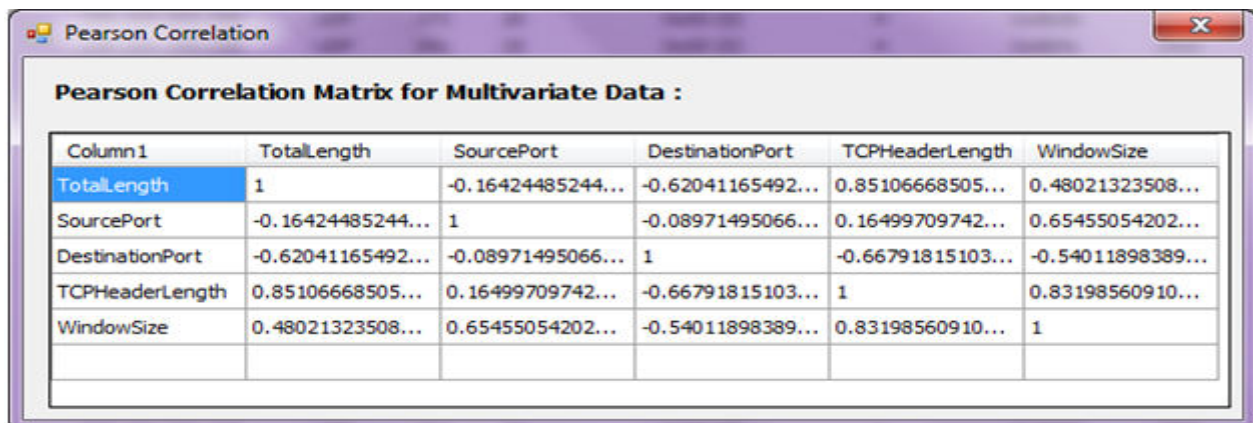 Pearson Correlation
Pearson Correlation Matrix for Multivariate Data :
Column1 TotalLength SourcePort DestinationPort TCPHeaderLength WindowSize
TotalLength 1 -0.16424485244... -0.62041165492... 0.85106668505... 0.48021323508...
SourcePort -0.16424485244... 1 -0.08971495066... 0.16499709742... 0.65455054202...
DestinationPort -0.62041165492... -0.08971495066... 1 -0.66791815103... -0.54011898389...
TCPHeaderLength 0.85106668505... 0.16499709742... -0.66791815103... 1 0.83198560910...
WindowSize 0.48021323508... 0.65455054202... -0.54011898389... 0.83198560910... 1